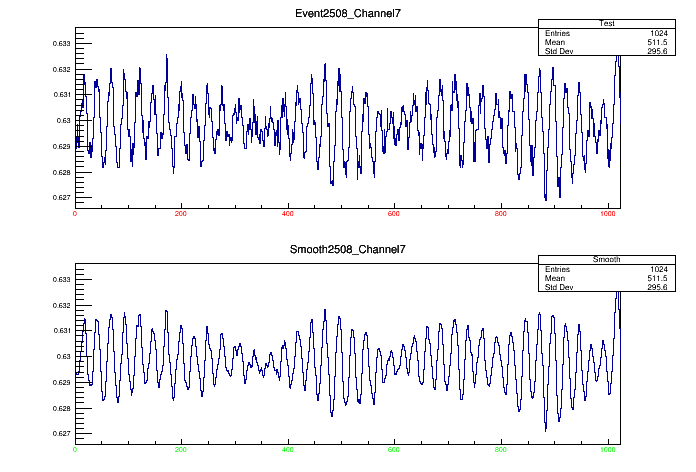 Event2508_Channel7
Test
Entries 1024
Mean 511.5
Std Dev 295.6
0.633
0.632
0.631
0.63
0.629
0.628
0.627
0 200 400 600 800 1000
Smooth2508_Channel7
Smooth
Entries 1024
Mean 511.5
Std Dev 295.6
0.633
0.632
0.631
0.63
0.629
0.628
0.627
0 200 400 600 800 1000